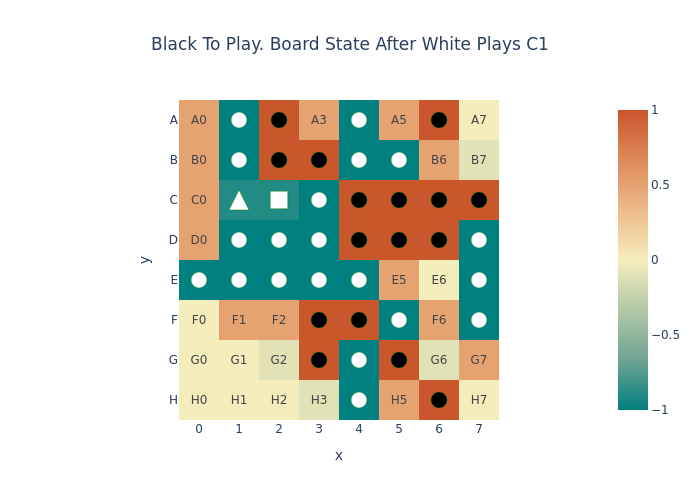 Black To Play. Board State After White Plays C1
A A0 A3 A5 A7 1
B B0 B6 B7
C C0 0.5
D D0
y E E5 E6 0
F F0 F1 F2 F6 −0.5
G G0 G1 G2 G6 G7
H H0 H1 H2 H3 H5 H7 −1
0 1 2 3 4 5 6 7
x